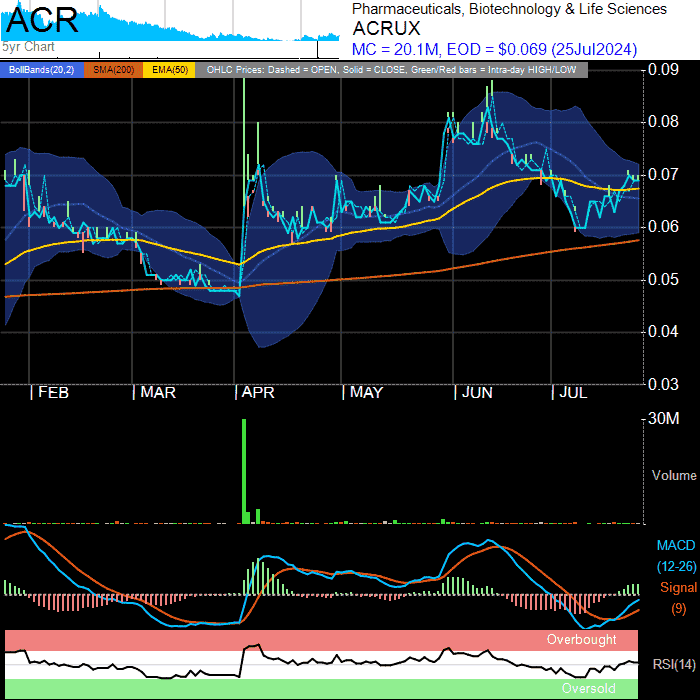 ACR
5yr Chart
Pharmaceuticals, Biotechnology & Life Sciences
ACRUX
MC = 20.1M, EOD = $0.069 (25Jul2024)
BollBands(20,2) SMA(200) EMA(50) OHLC Prices: Dashed = OPEN, Solid = CLOSE, Green/Red bars = Intra-day HIGH/LOW
0.09
0.08
0.07
0.06
0.05
0.04
0.03
FEB MAR APR MAY JUN JUL
30M
Volume
MACD
(12-26)
Signal
(9)
Overbought
RSI(14)
Oversold